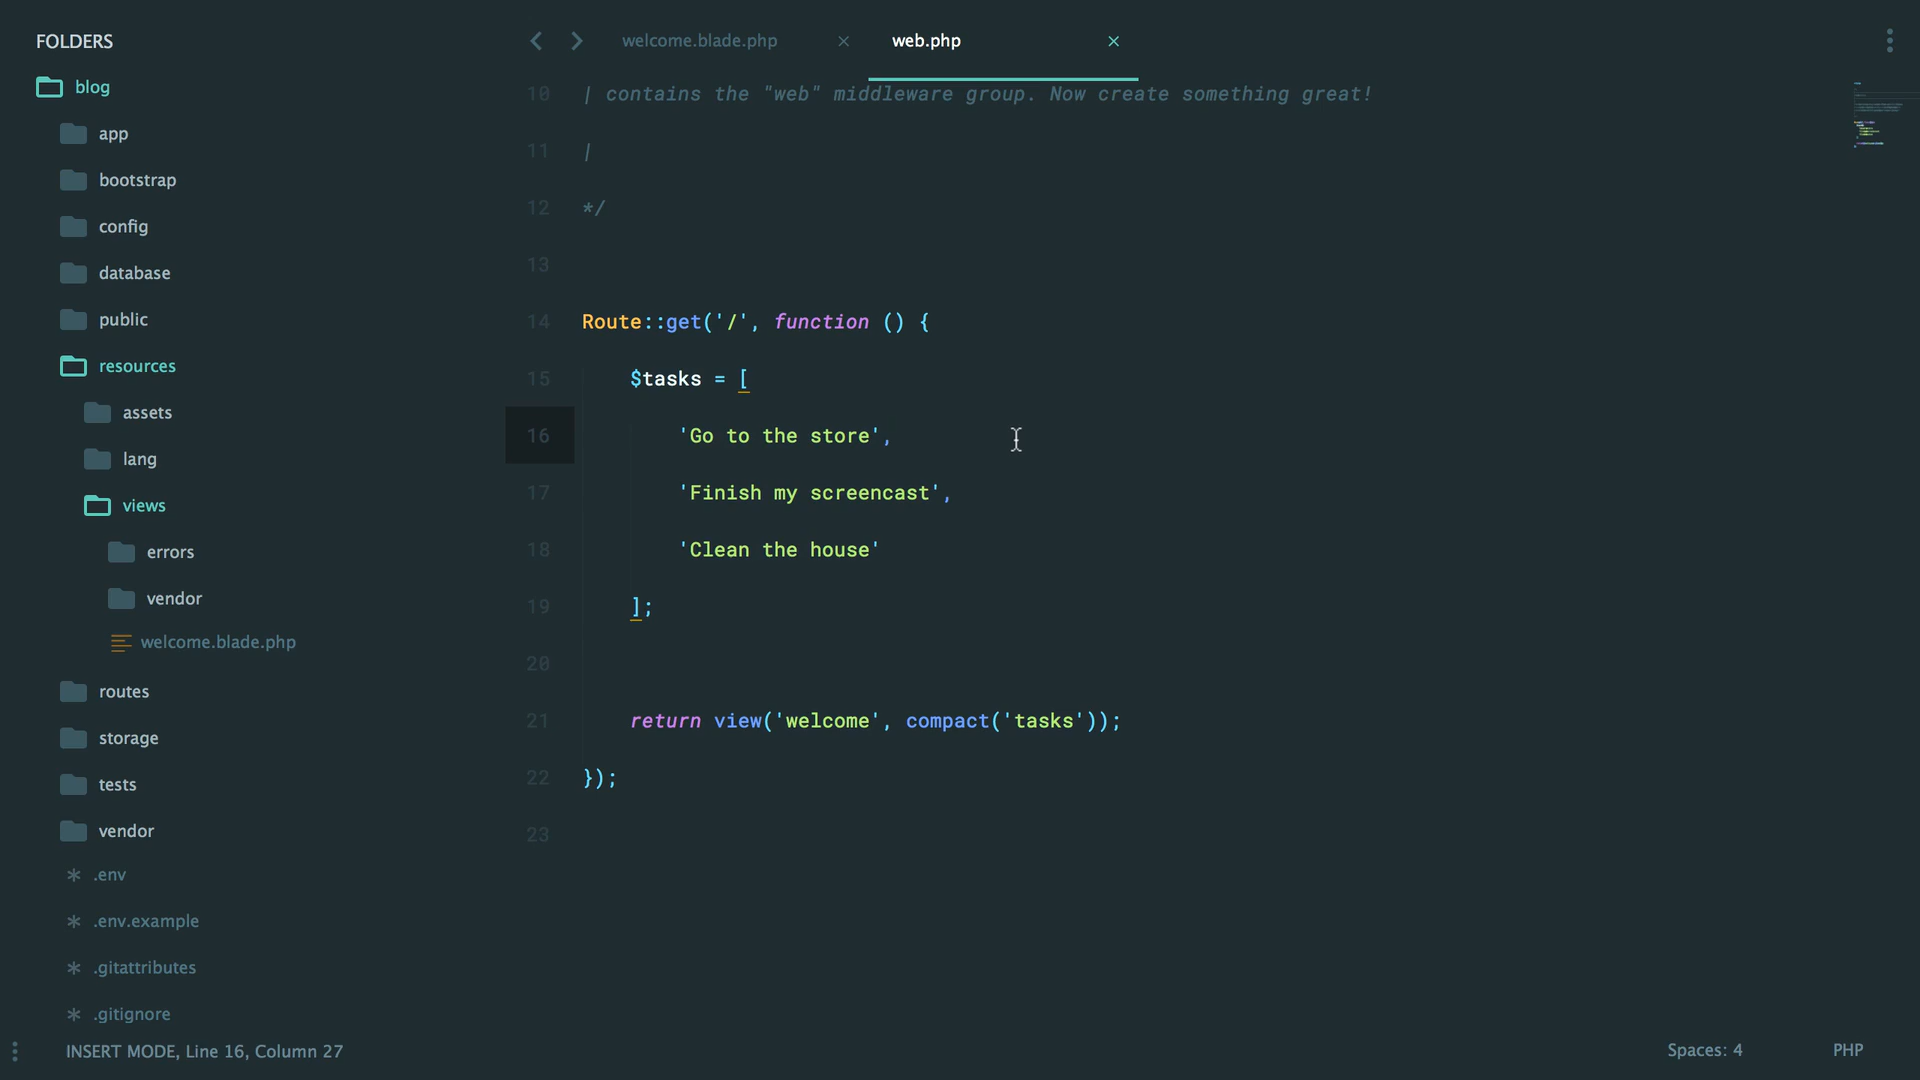 FOLDERS
blog
app
bootstrap
config
database
public
resources
assets
lang
views
errors
vendor
welcome.blade.php
routes
storage
tests
vendor
.env
.env.example
.gitattributes
.gitignore
welcome.blade.php × web.php ×
10 | contains the "web" middleware group. Now create something great!
11 |
12 */
13
14 Route::get('/', function () {
15 $tasks = [
16 'Go to the store',
17 'Finish my screencast',
18 'Clean the house'
19 ];
20
21 return view('welcome', compact('tasks'));
22 });
23
INSERT MODE, Line 16, Column 27
Spaces: 4 PHP